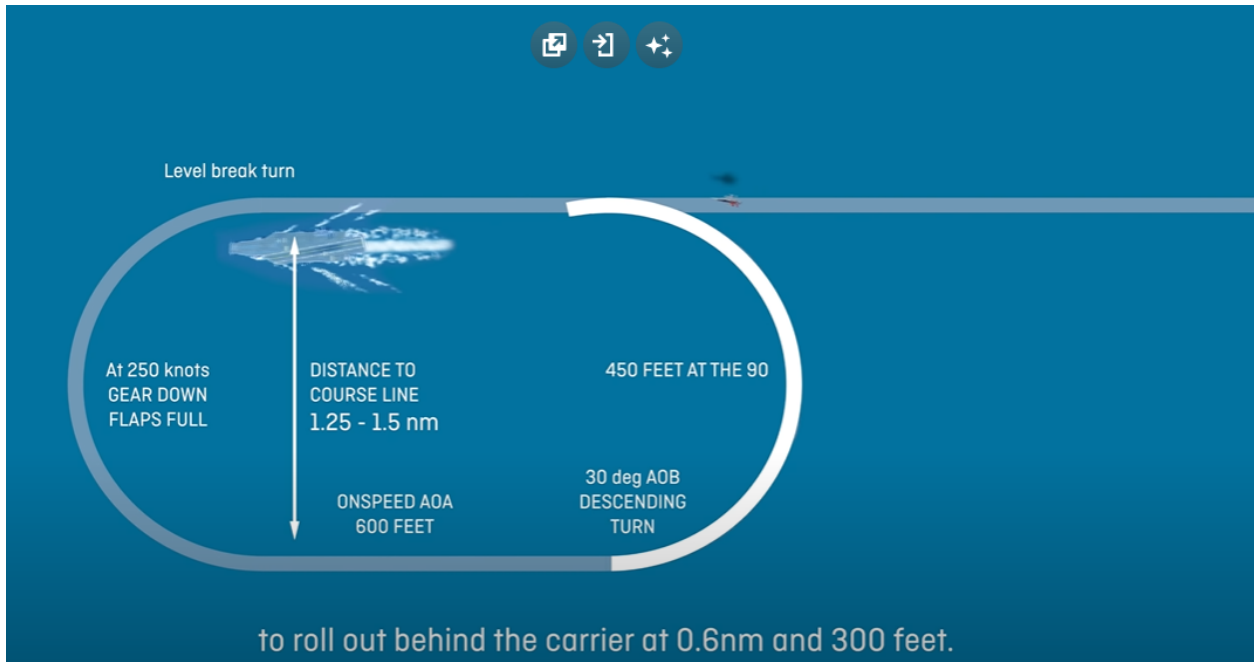 Level break turn
At 250 knots
GEAR DOWN
FLAPS FULL
DISTANCE TO
COURSE LINE
1.25 - 1.5 nm
450 FEET AT THE 90
ONSPEED AOA
600 FEET
30 deg AOB
DESCENDING
TURN
to roll out behind the carrier at 0.6nm and 300 feet.